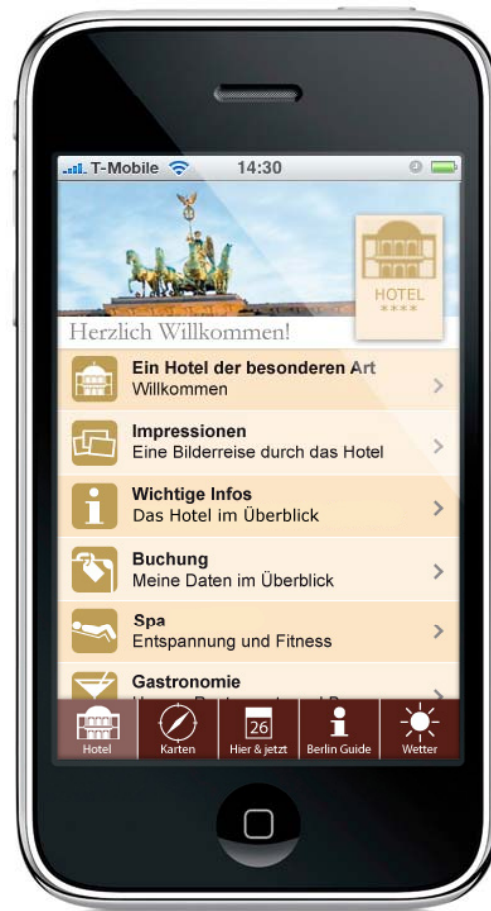 T-Mobile 14:30
HOTEL
****
Herzlich Willkommen!
Ein Hotel der besonderen Art
Willkommen
Impressionen
Eine Bilderreise durch das Hotel
Wichtige Infos
Das Hotel im Überblick
Buchung
Meine Daten im Überblick
Spa
Entspannung und Fitness
Gastronomie
26
Hotel Karten Hier & jetzt Berlin Guide Wetter